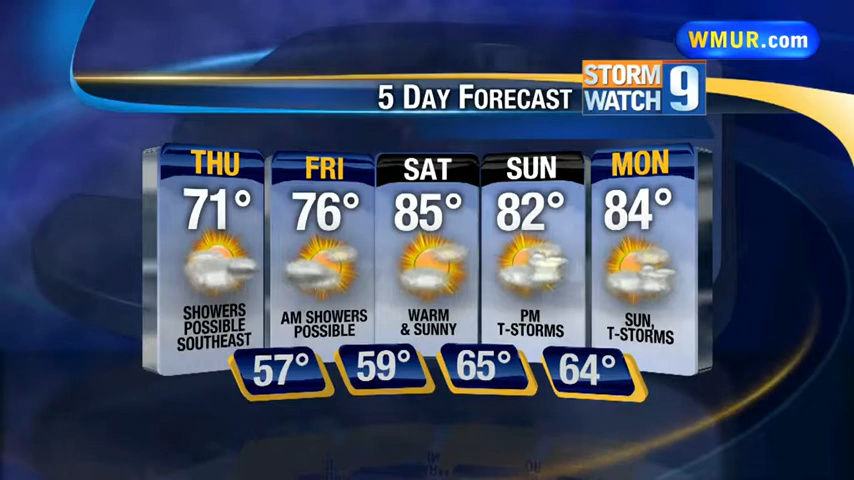 WMUR.com
5 DAY FORECAST
STORM
WATCH 9
THU
71°
SHOWERS
POSSIBLE
SOUTHEAST
FRI
76°
AM SHOWERS
POSSIBLE
SAT
85°
WARM
& SUNNY
SUN
82°
PM
T-STORMS
MON
84°
SUN,
T-STORMS
57°
59°
65°
64°